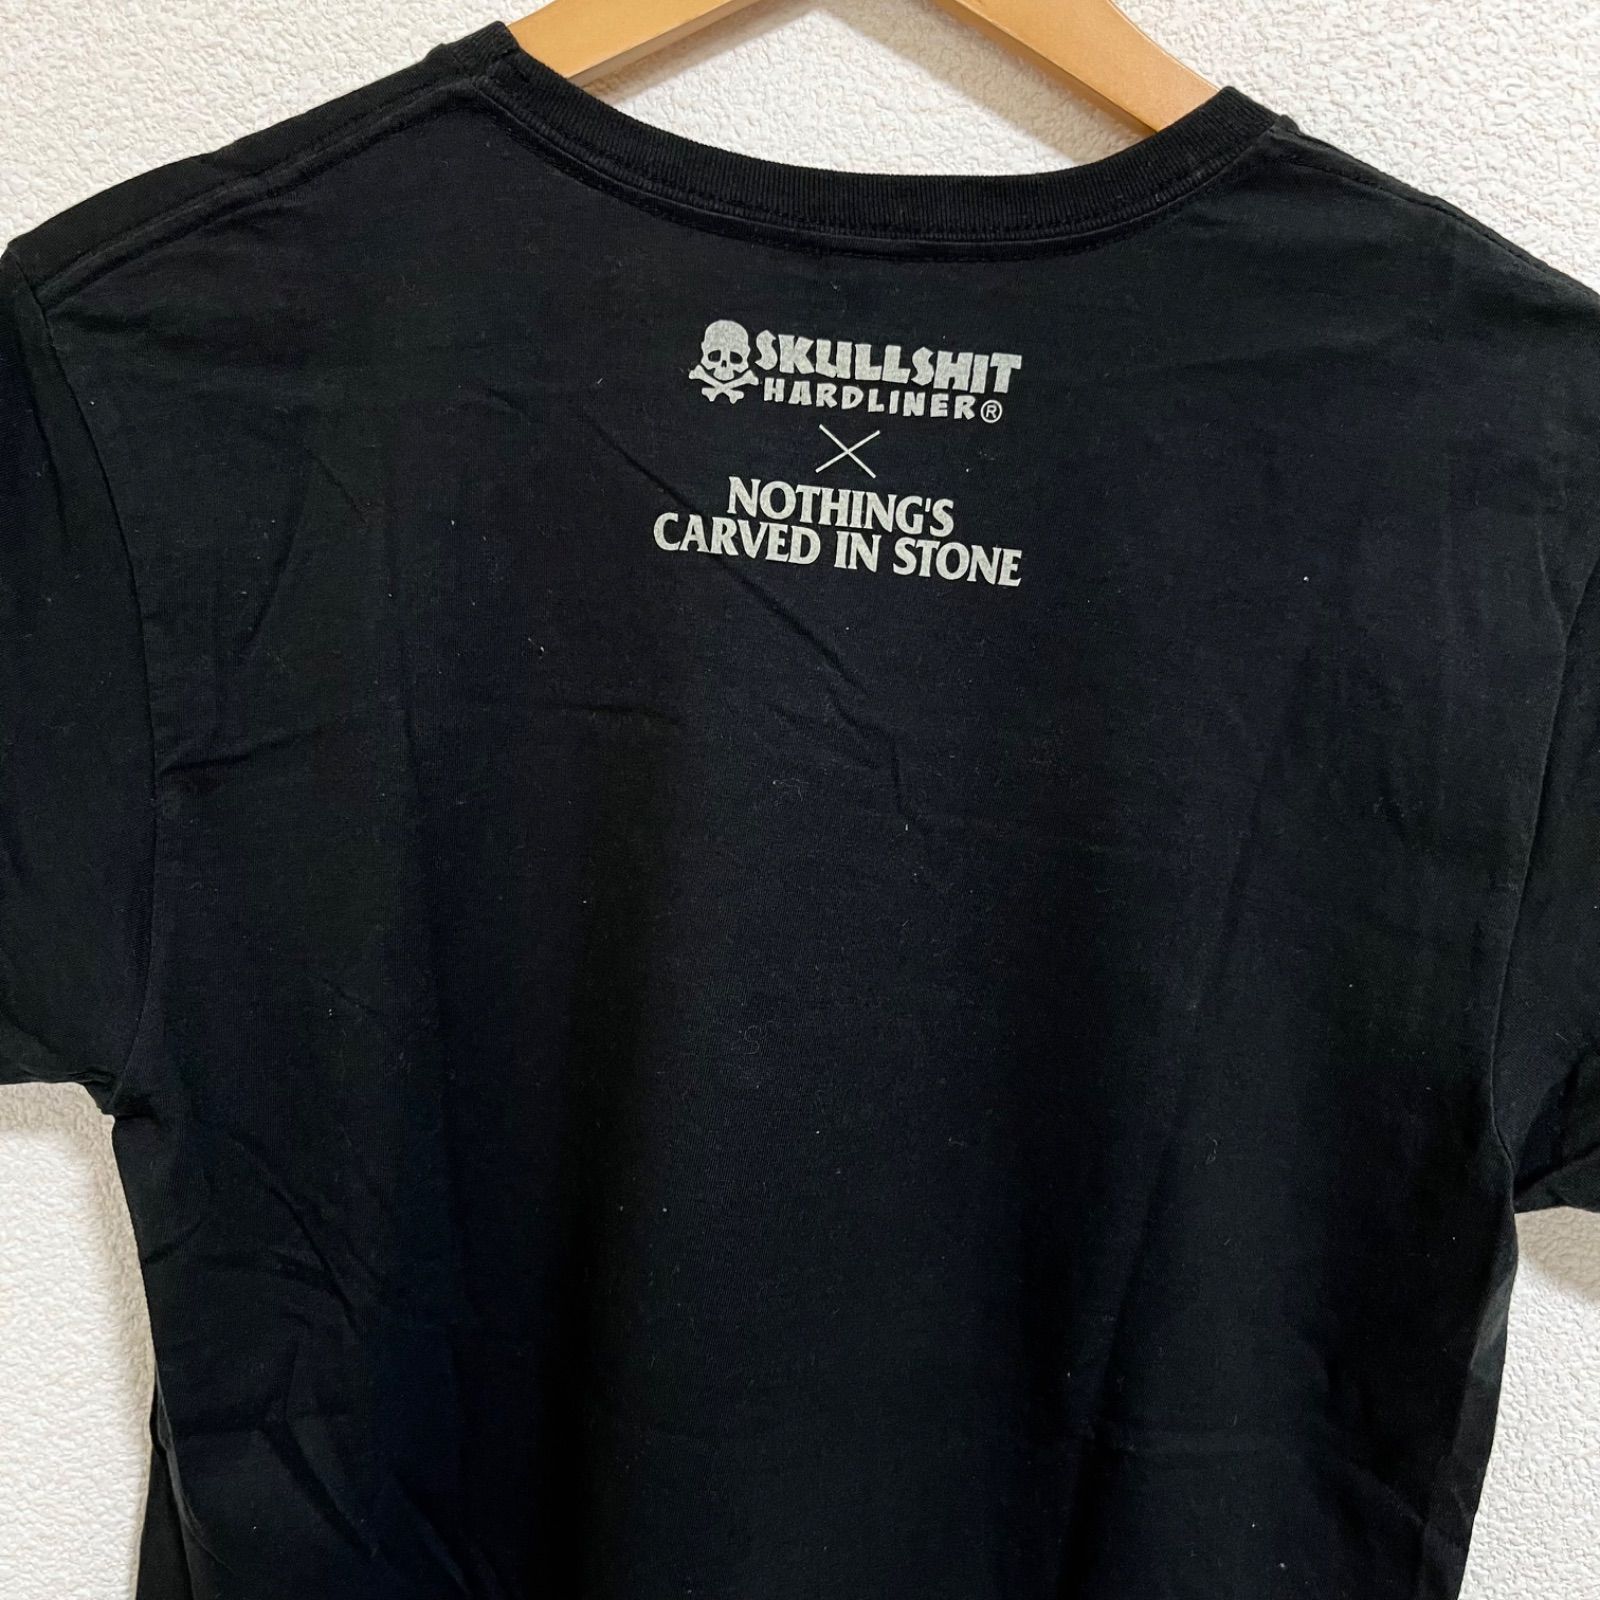 SKULLSHIT
HARDLINER®
×
NOTHING'S
CARVED IN STONE